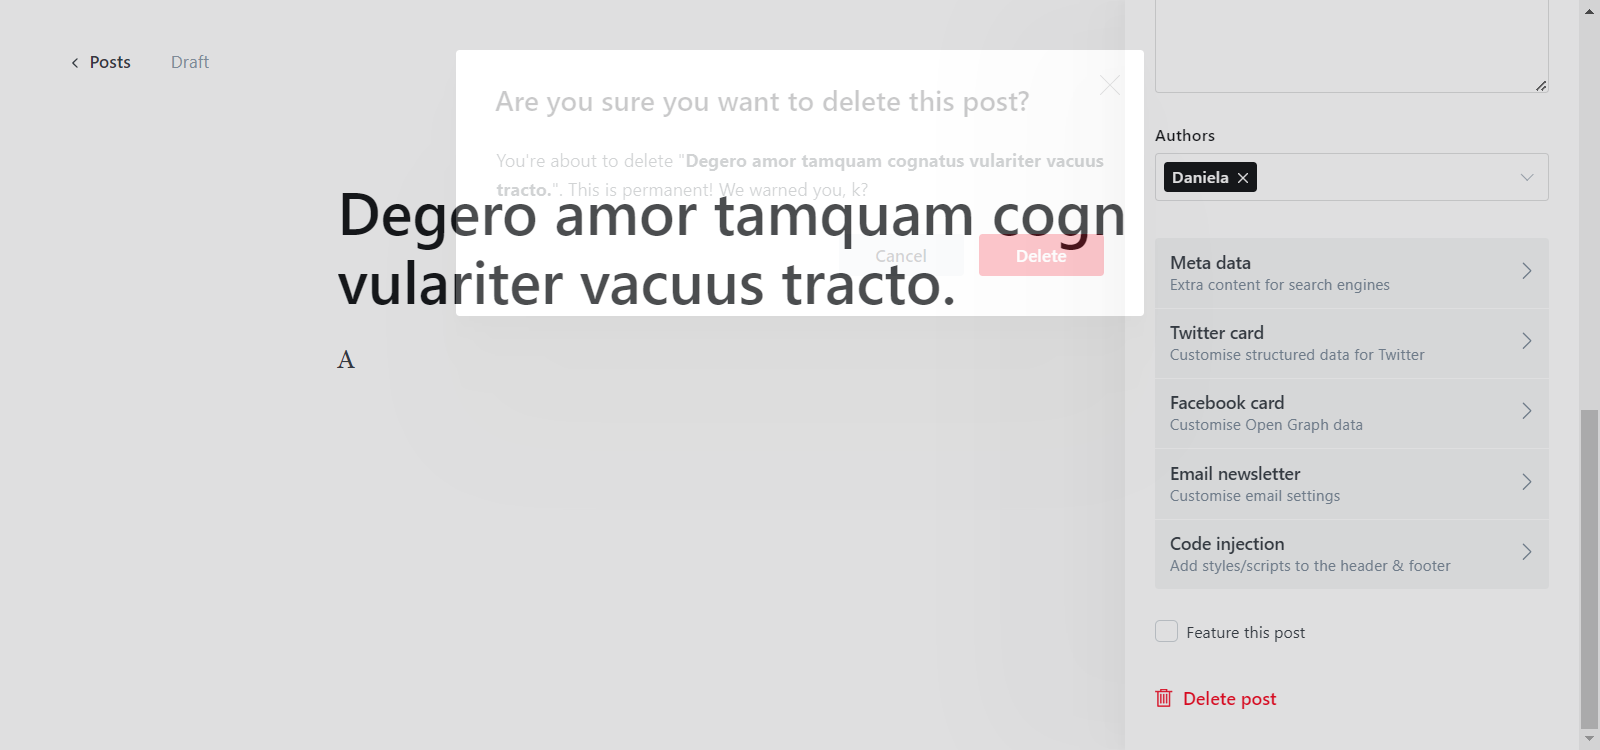 Posts
Draft
Are you sure you want to delete this post?
You're about to delete "Degero amor tamquam cognatus vulariter vacuus
tracto.". This is permanent! We warned you, k?
Cancel
Delete
Degero amor tamquam cogn
vulariter vacuus tracto.
A
Authors
Daniela
Meta data
Extra content for search engines
Twitter card
Customise structured data for Twitter
Facebook card
Customise Open Graph data
Email newsletter
Customise email settings
Code injection
Add styles/scripts to the header & footer
Feature this post
Delete post